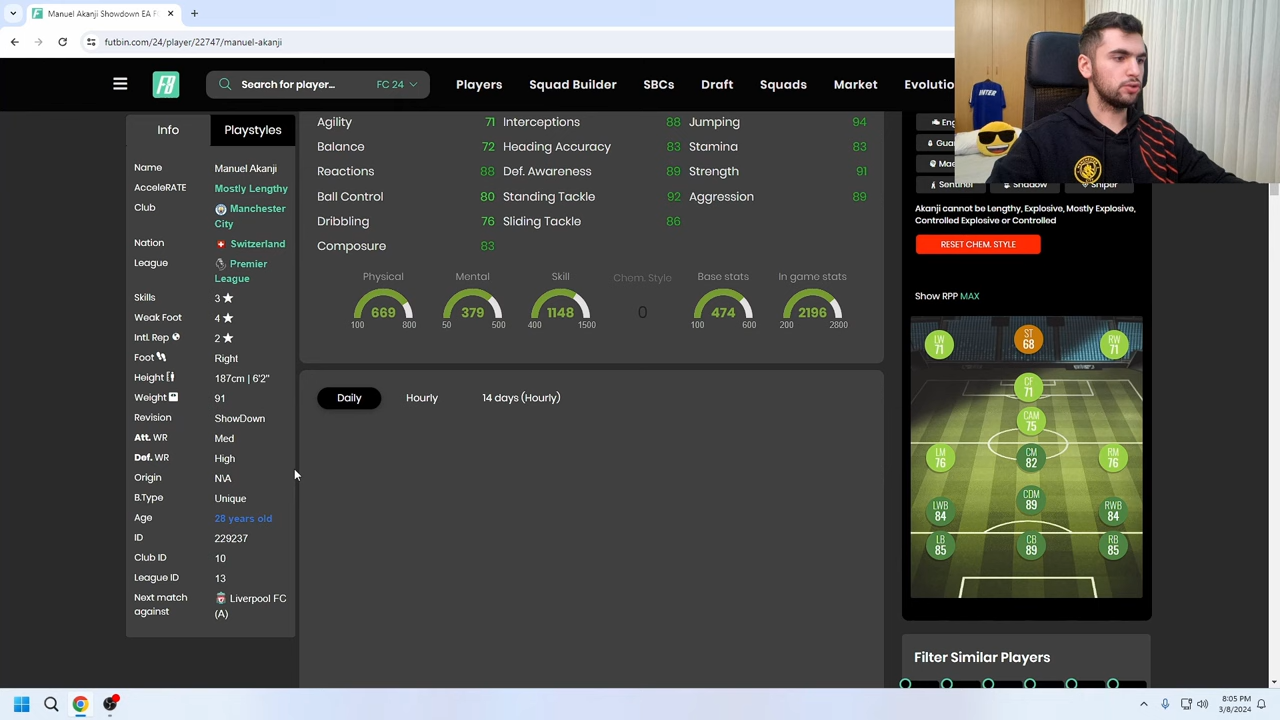 Manuel Akanji Showdown EA F
futbin.com/24/player/22747/manuel-akanji
Search for player...
FC 24
Players
Squad Builder
SBCs
Draft
Squads
Market
Evolutio
Info
Playstyles
Name Manuel Akanji
AcceleRATE Mostly Lengthy
Club Manchester
City
Nation Switzerland
League Premier
League
Skills 3
Weak Foot 4
Intl. Rep 2
Foot Right
Height 187cm | 6'2"
Weight 91
Revision ShowDown
Att. WR Med
Def. WR High
Origin N\A
B.Type Unique
Age 28 years old
ID 229237
Club ID 10
League ID 13
Next match Liverpool FC
against (A)
Agility 71 Interceptions 88 Jumping 94
Balance 72 Heading Accuracy 83 Stamina 83
Reactions 88 Def. Awareness 89 Strength 91
Ball Control 80 Standing Tackle 92 Aggression 89
Dribbling 76 Sliding Tackle 86
Composure 83
Physical Mental Skill Chem. Style Base stats In game stats
669 379 1148 0 474 2196
100 800 50 500 400 1500 100 600 200 2800
Daily
Hourly
14 days (Hourly)
INTER
Sentinel Shadow Sniper
Akanji cannot be Lengthy, Explosive, Mostly Explosive,
Controlled Explosive or Controlled
RESET CHEM. STYLE
Show RPP MAX
LW
71
ST
68
RW
71
CF
71
CAM
75
LM
76
CM
82
RM
76
LWB
84
CDM
89
RWB
84
LB
85
CB
89
RB
85
Filter Similar Players
8:05 PM
3/8/2024